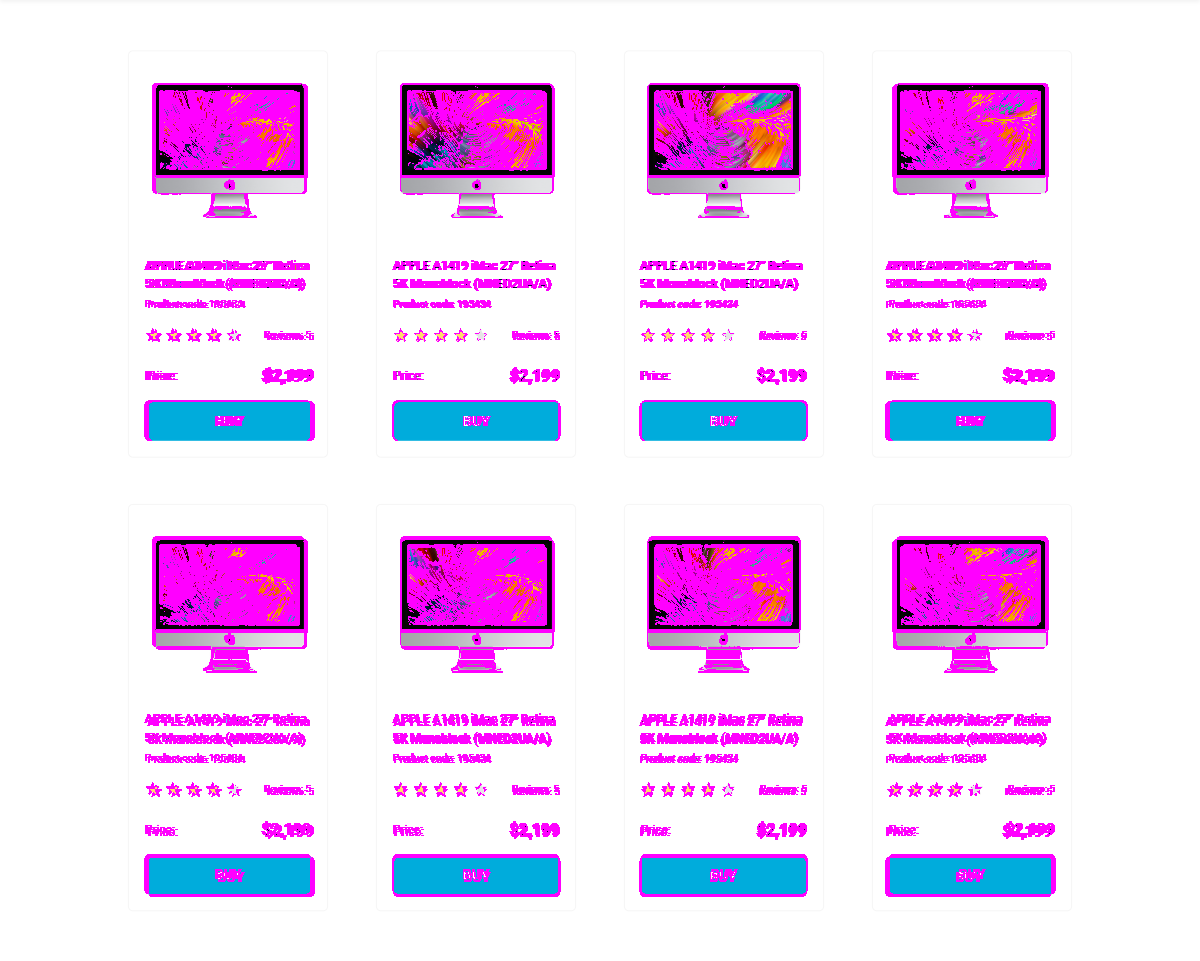 APPLE A1419 iMac 27" Retina
5K Monoblock (MNED2UA/A)
Product code: 195434
Reviews: 5
Price: $2,199
BUY
APPLE A1419 iMac 27" Retina
5K Monoblock (MNED2UA/A)
Product code: 195434
Reviews: 5
Price: $2,199
BUY
APPLE A1419 iMac 27" Retina
5K Monoblock (MNED2UA/A)
Product code: 195434
Reviews: 5
Price: $2,199
BUY
APPLE A1419 iMac 27" Retina
5K Monoblock (MNED2UA/A)
Product code: 195434
Reviews: 5
Price: $2,199
BUY
APPLE A1419 iMac 27" Retina
5K Monoblock (MNED2UA/A)
Product code: 195434
Reviews: 5
Price: $2,199
BUY
APPLE A1419 iMac 27" Retina
5K Monoblock (MNED2UA/A)
Product code: 195434
Reviews: 5
Price: $2,199
BUY
APPLE A1419 iMac 27" Retina
5K Monoblock (MNED2UA/A)
Product code: 195434
Reviews: 5
Price: $2,199
BUY
APPLE A1419 iMac 27" Retina
5K Monoblock (MNED2UA/A)
Product code: 195434
Reviews: 5
Price: $2,199
BUY